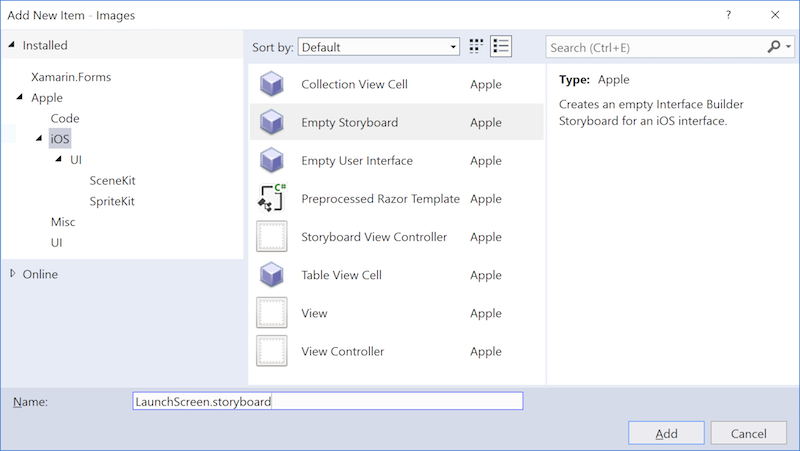 Add New Item - Images
?
Installed
Sort by: Default
Search (Ctrl+E)
Xamarin.Forms
Apple
Code
iOS
UI
SceneKit
SpriteKit
Misc
UI
Online
Collection View Cell Apple
Empty Storyboard Apple
Empty User Interface Apple
C#
Preprocessed Razor Template Apple
Storyboard View Controller Apple
Table View Cell Apple
View Apple
View Controller Apple
Type: Apple
Creates an empty Interface Builder
Storyboard for an iOS interface.
Name: LaunchScreen.storyboard
Add Cancel